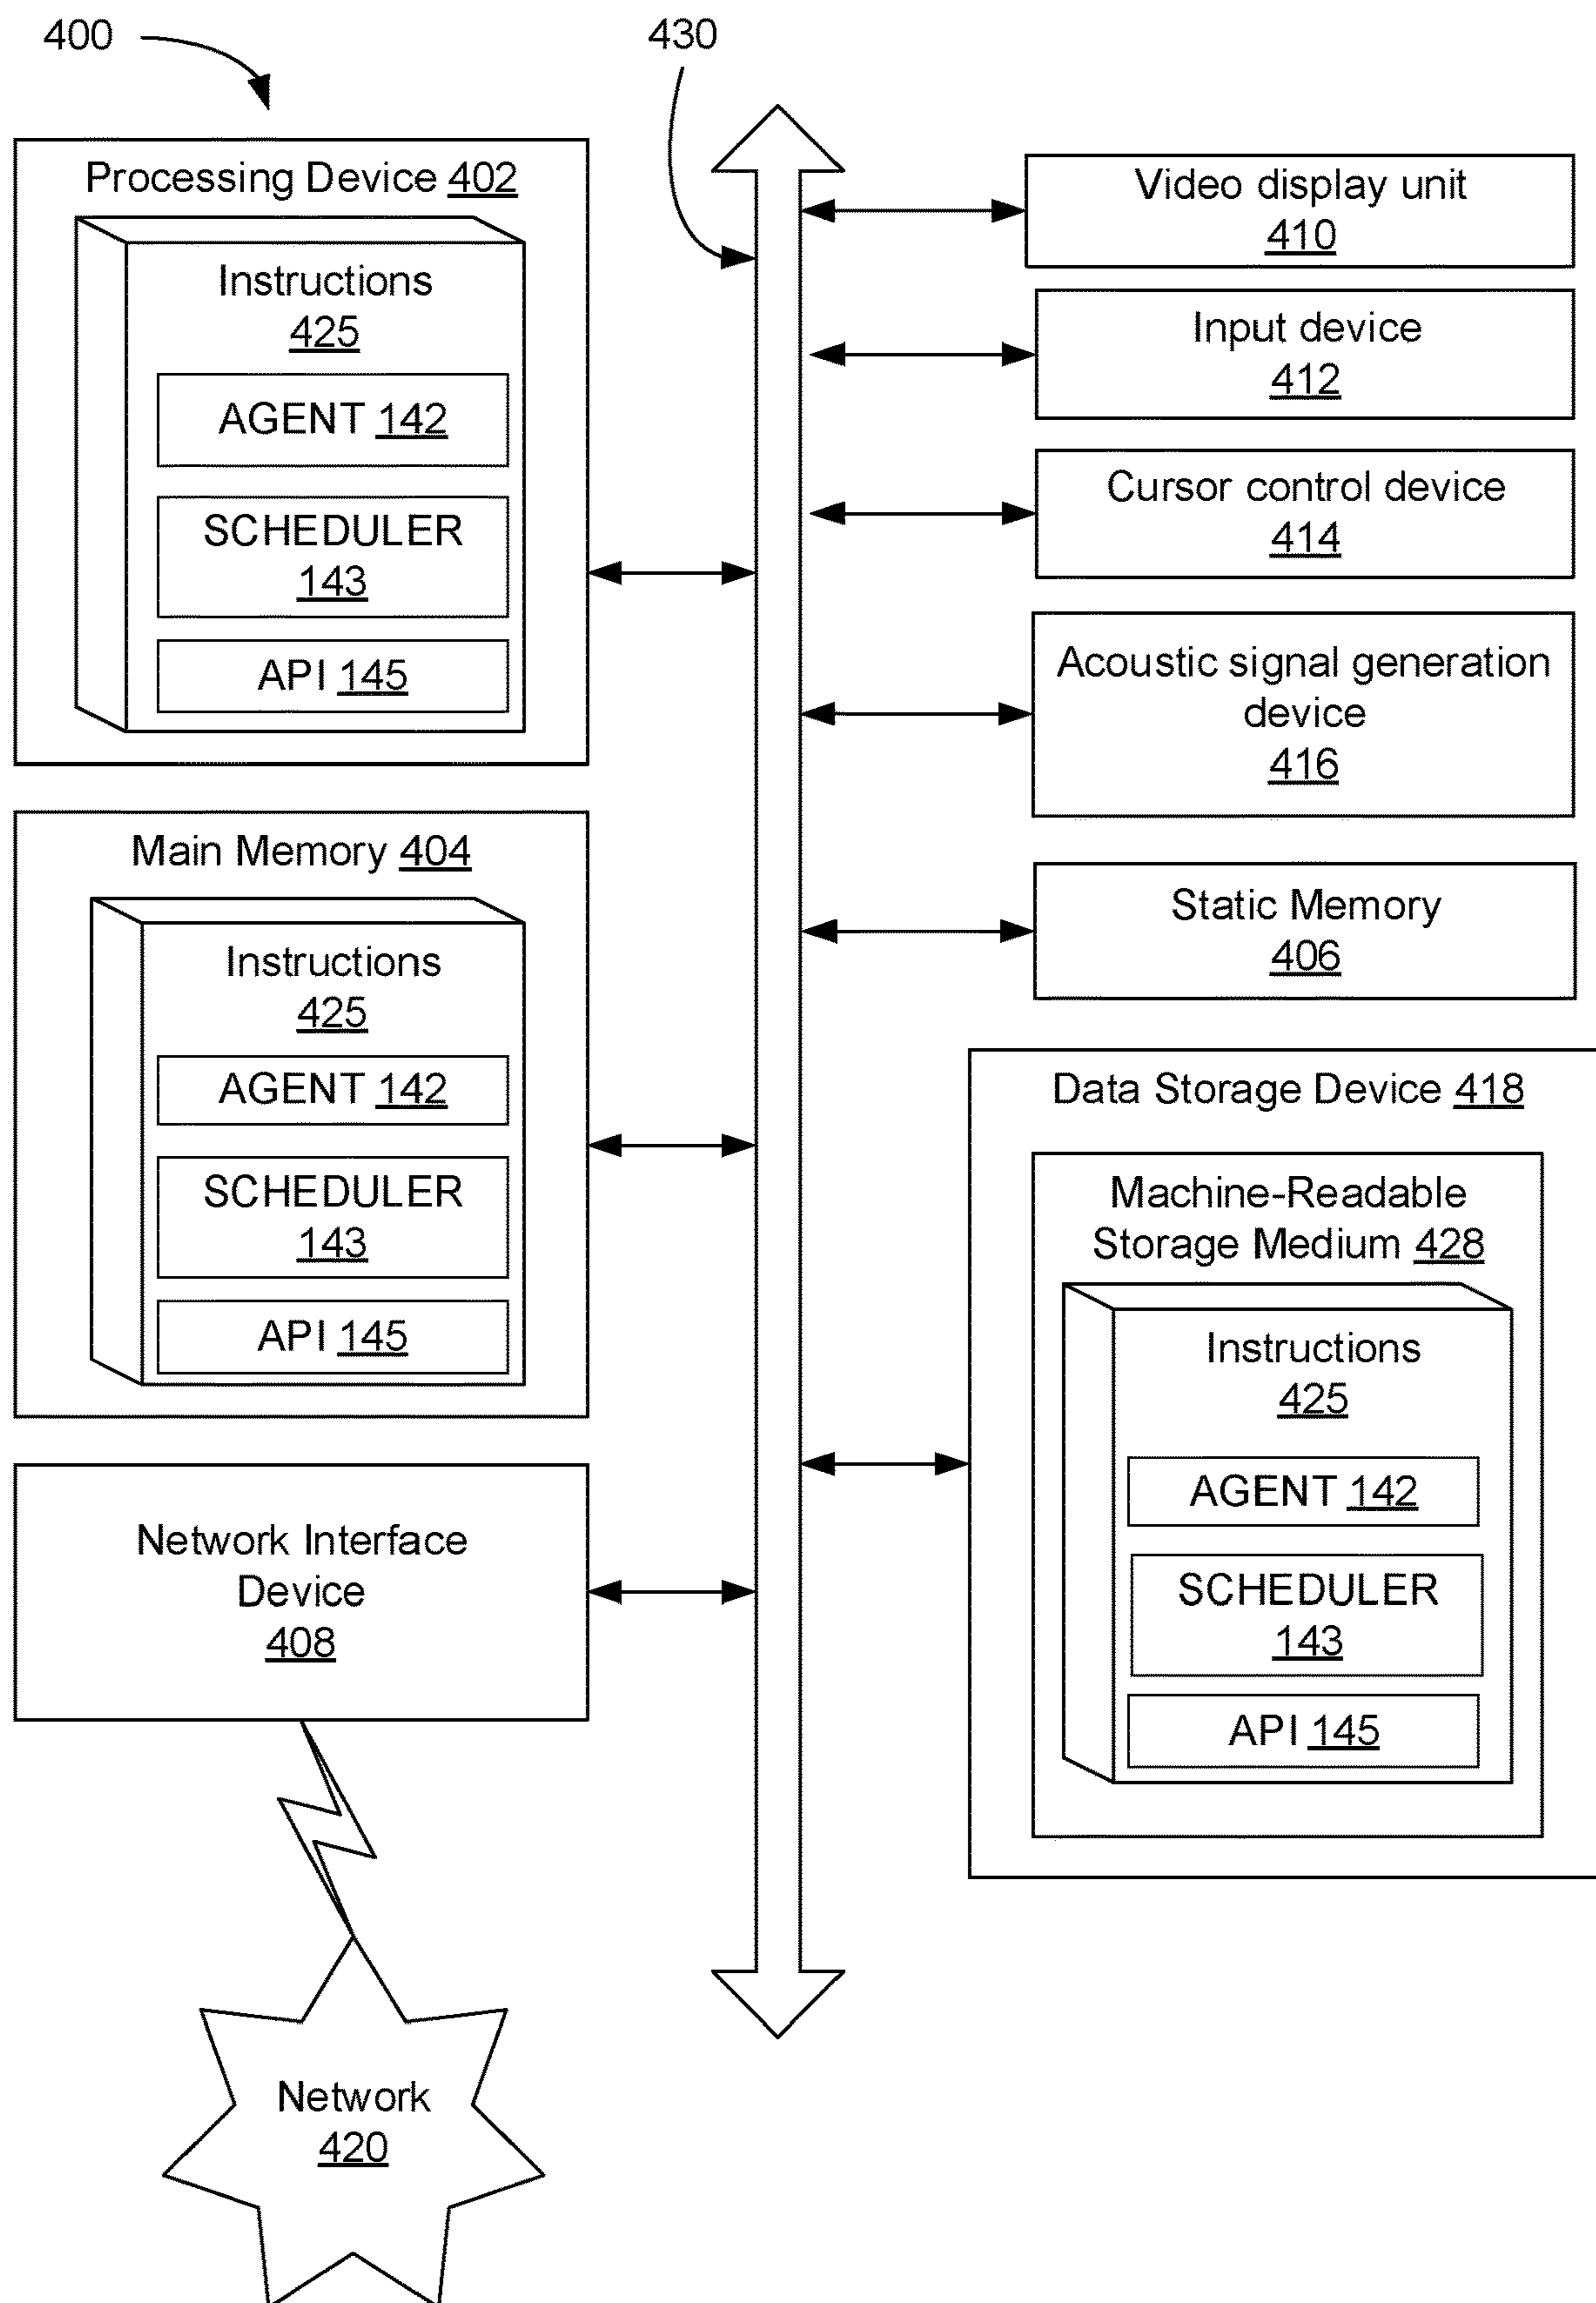 400
430
Processing Device 402
Instructions
425
AGENT 142
SCHEDULER
143
API 145
Main Memory 404
Instructions
425
AGENT 142
SCHEDULER
143
API 145
Network Interface
Device
408
Network
420
Video display unit
410
Input device
412
Cursor control device
414
Acoustic signal generation
device
416
Static Memory
406
Data Storage Device 418
Machine-Readable
Storage Medium 428
Instructions
425
AGENT 142
SCHEDULER
143
API 145